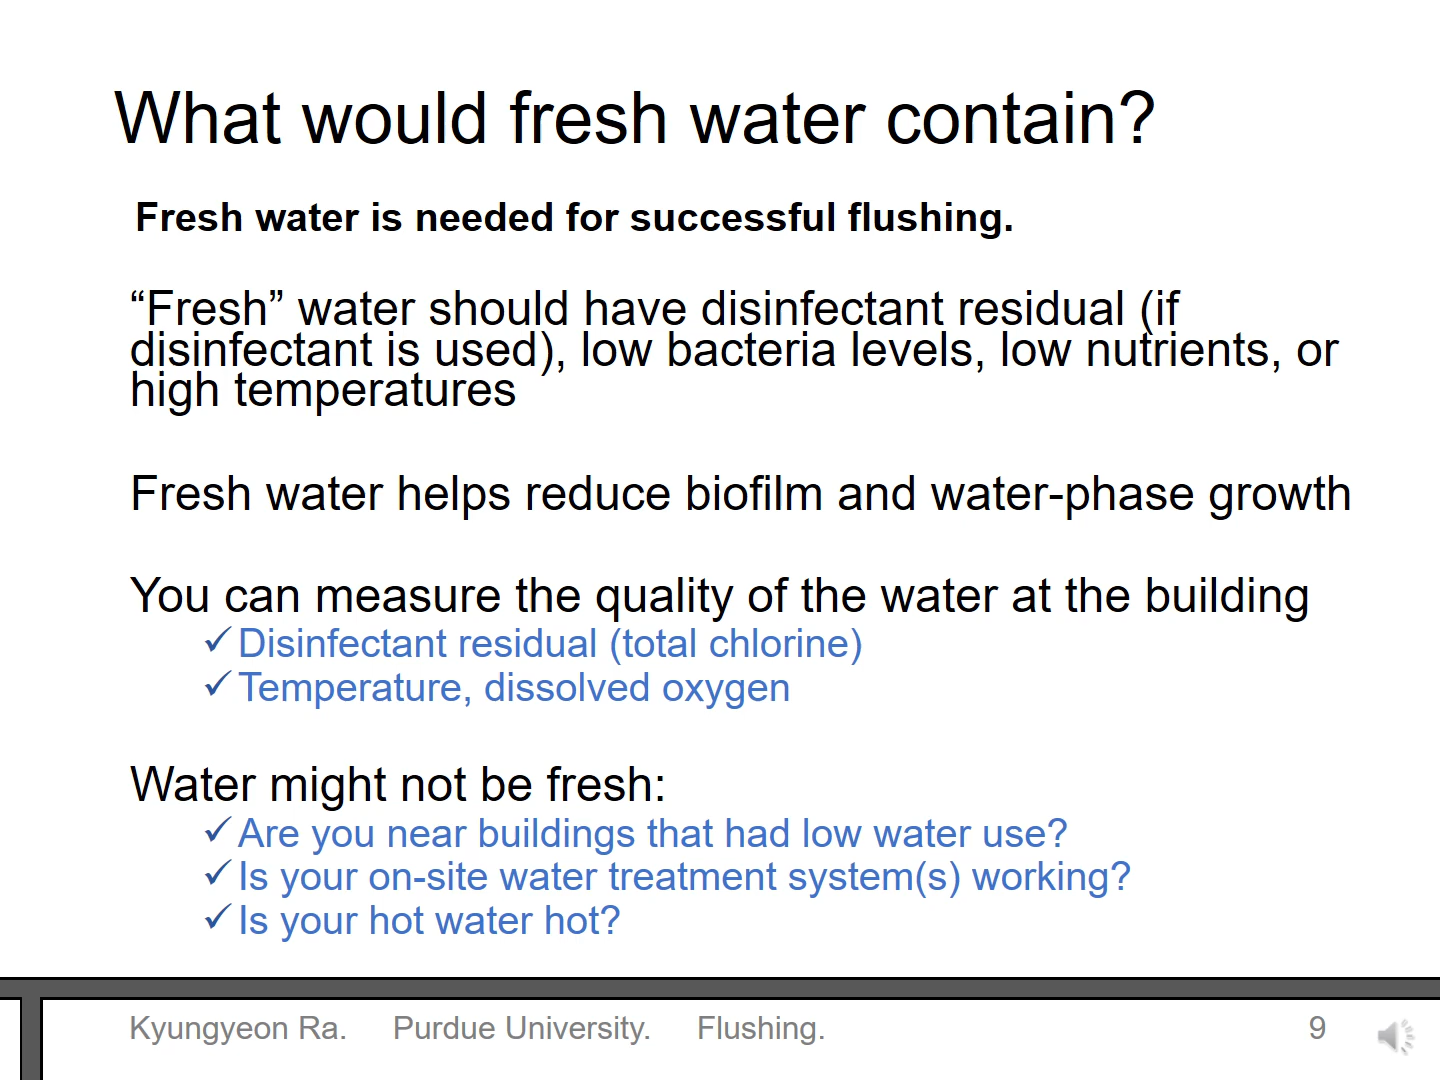 What would fresh water contain?
Fresh water is needed for successful flushing.
“Fresh” water should have disinfectant residual (if
disinfectant is used), low bacteria levels, low nutrients, or
high temperatures
Fresh water helps reduce biofilm and water-phase growth
You can measure the quality of the water at the building
✓Disinfectant residual (total chlorine)
✓Temperature, dissolved oxygen
Water might not be fresh:
✓Are you near buildings that had low water use?
✓Is your on-site water treatment system(s) working?
✓Is your hot water hot?
Kyungyeon Ra. Purdue University. Flushing. 9